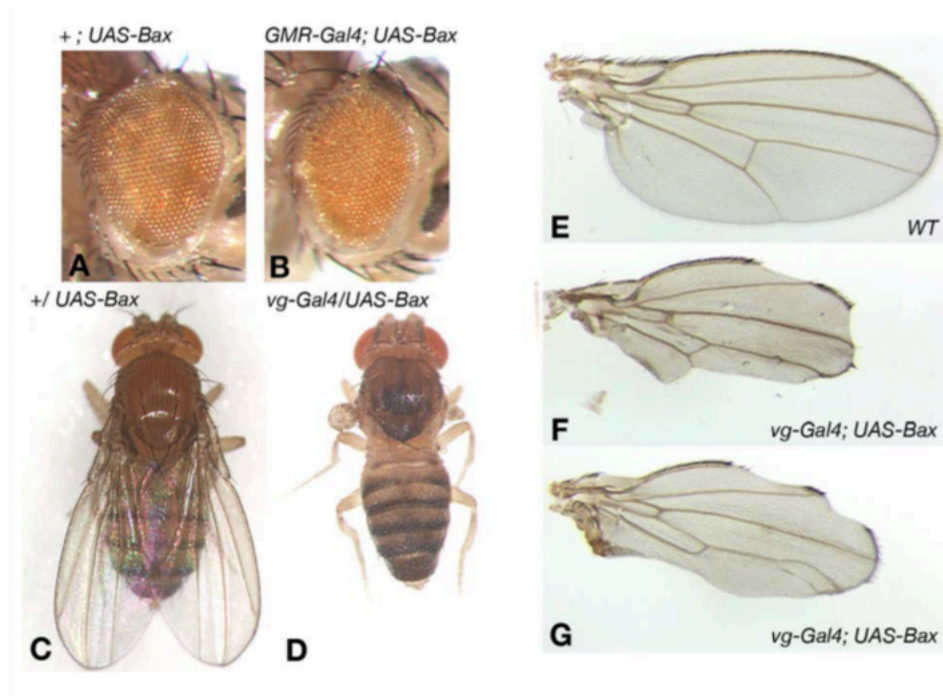 + ; UAS-Bax
GMR-Gal4; UAS-Bax
A
B
+/ UAS-Bax
vg-Gal4/UAS-Bax
C
D
E
WT
F
vg-Gal4; UAS-Bax
G
vg-Gal4; UAS-Bax